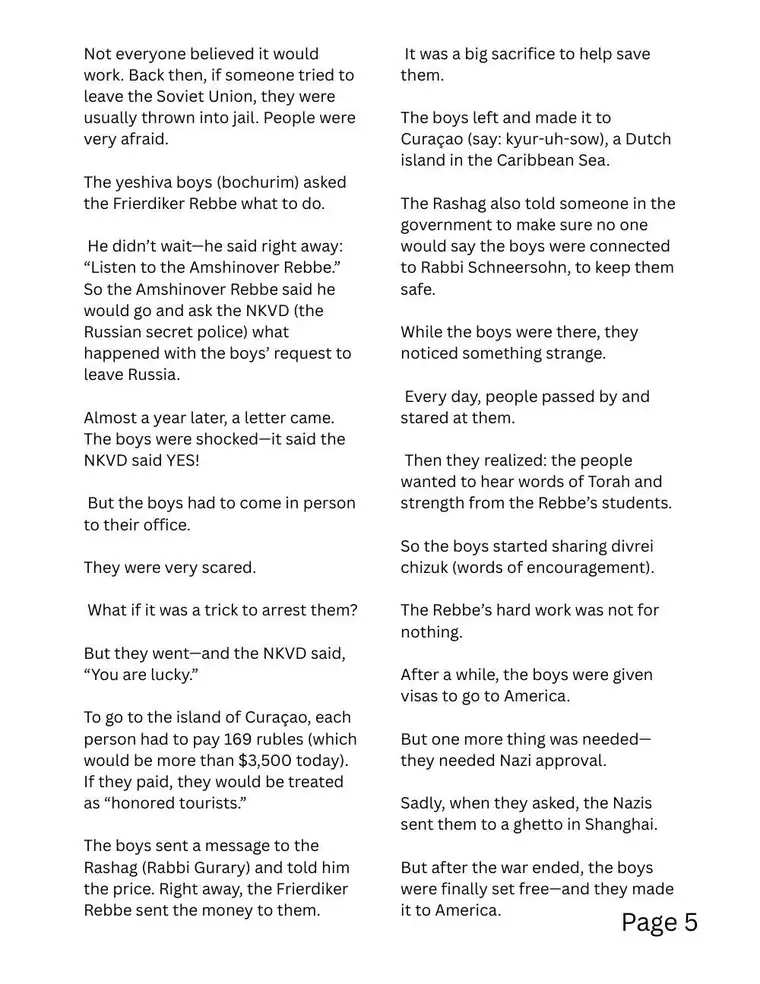 Not everyone believed it would
work. Back then, if someone tried to
leave the Soviet Union, they were
usually thrown into jail. People were
very afraid.
The yeshiva boys (bochurim) asked
the Frierdiker Rebbe what to do.
He didn’t wait—he said right away:
“Listen to the Amshinover Rebbe.”
So the Amshinover Rebbe said he
would go and ask the NKVD (the
Russian secret police) what
happened with the boys’ request to
leave Russia.
Almost a year later, a letter came.
The boys were shocked—it said the
NKVD said YES!
But the boys had to come in person
to their office.
They were very scared.
What if it was a trick to arrest them?
But they went—and the NKVD said,
“You are lucky.”
To go to the island of Curaçao, each
person had to pay 169 rubles (which
would be more than $3,500 today).
If they paid, they would be treated
as “honored tourists.”
The boys sent a message to the
Rashag (Rabbi Gurary) and told him
the price. Right away, the Frierdiker
Rebbe sent the money to them.
It was a big sacrifice to help save
them.
The boys left and made it to
Curaçao (say: kyur-uh-sow), a Dutch
island in the Caribbean Sea.
The Rashag also told someone in the
government to make sure no one
would say the boys were connected
to Rabbi Schneersohn, to keep them
safe.
While the boys were there, they
noticed something strange.
Every day, people passed by and
stared at them.
Then they realized: the people
wanted to hear words of Torah and
strength from the Rebbe’s students.
So the boys started sharing divrei
chizuk (words of encouragement).
The Rebbe’s hard work was not for
nothing.
After a while, the boys were given
visas to go to America.
But one more thing was needed—
they needed Nazi approval.
Sadly, when they asked, the Nazis
sent them to a ghetto in Shanghai.
But after the war ended, the boys
were finally set free—and they made
it to America.
Page 5